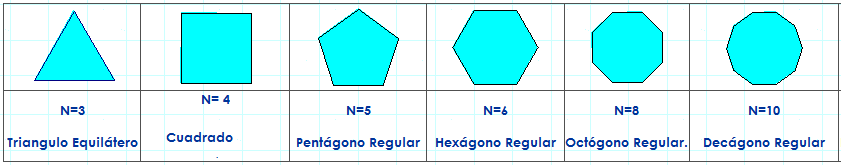 N=3
Triangulo Equilátero
N= 4
Cuadrado
N=5
Pentágono Regular
N=6
Hexágono Regular
N=8
Octógono Regular.
N=10
Decágono Regular